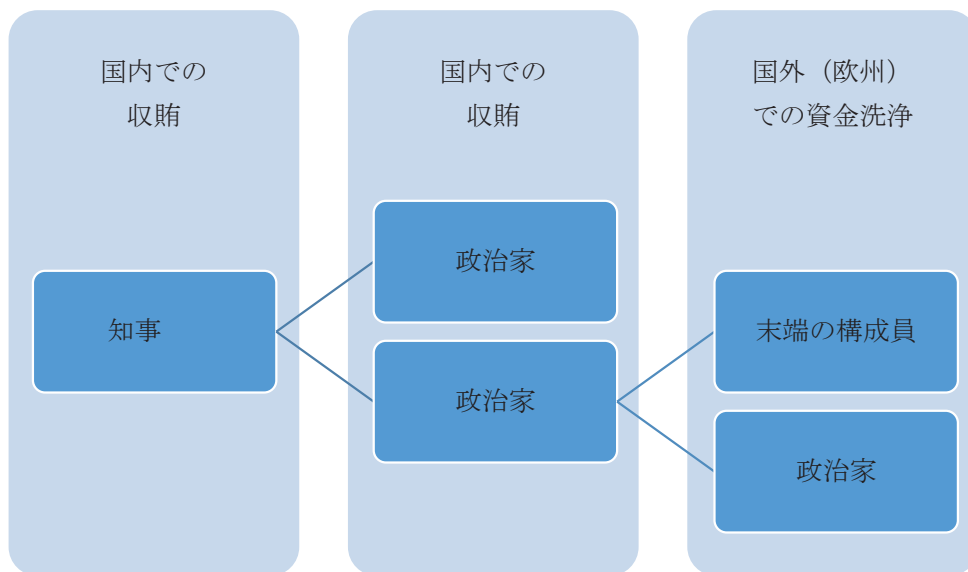 国内での
収賄
国内での
収賄
国外（欧州）
での資金洗浄
知事
政治家
政治家
末端の構成員
政治家